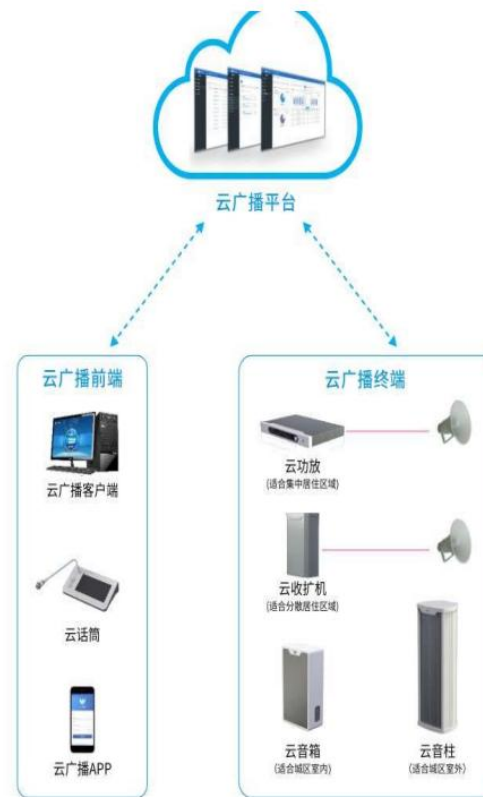 云广播平台
云广播前端
云广播客户端
云话筒
云广播APP
云广播终端
云功放
(适合集中居住区域)
云收扩机
(适合分散居住区域)
云音箱
(适合城区室内)
云音柱
(适合城区室外)